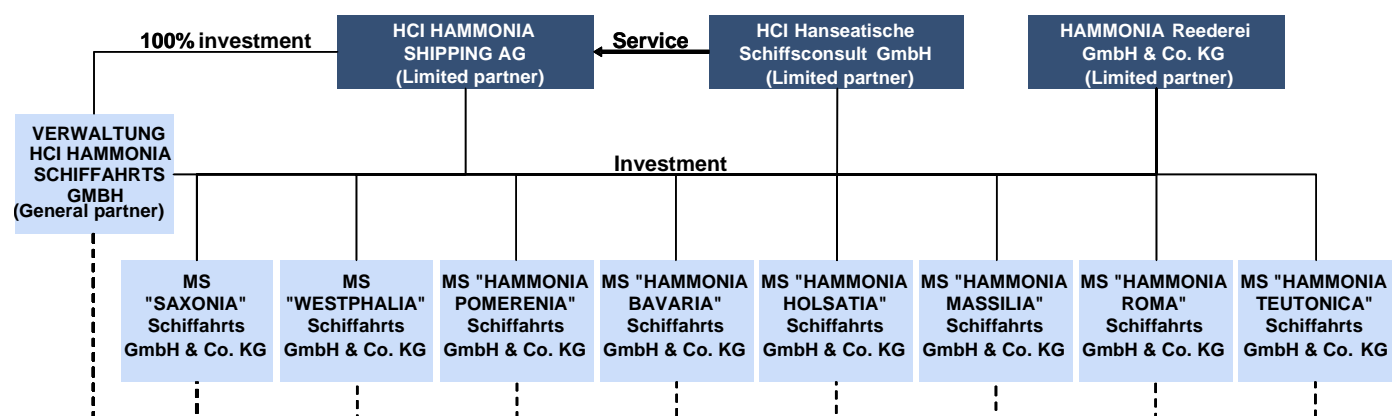 100% investment
HCI HAMMONIA
SHIPPING AG
(Limited partner)
Service
HCI Hanseatische
Schiffsconsult GmbH
(Limited partner)
HAMMONIA Reederei
GmbH & Co. KG
(Limited partner)
VERWALTUNG
HCI HAMMONIA
SCHIFFAHRTS
GMBH
(General partner)
Investment
MS
"SAXONIA"
Schiffahrts
GmbH & Co. KG
MS
"WESTPHALIA"
Schiffahrts
GmbH & Co. KG
MS "HAMMONIA
POMERENIA"
Schiffahrts
GmbH & Co. KG
MS "HAMMONIA
BAVARIA"
Schiffahrts
GmbH & Co. KG
MS "HAMMONIA
HOLSATIA"
Schiffahrts
GmbH & Co. KG
MS "HAMMONIA
MASSILIA"
Schiffahrts
GmbH & Co. KG
MS "HAMMONIA
ROMA"
Schiffahrts
GmbH & Co. KG
MS "HAMMONIA
TEUTONICA"
Schiffahrts
GmbH & Co. KG